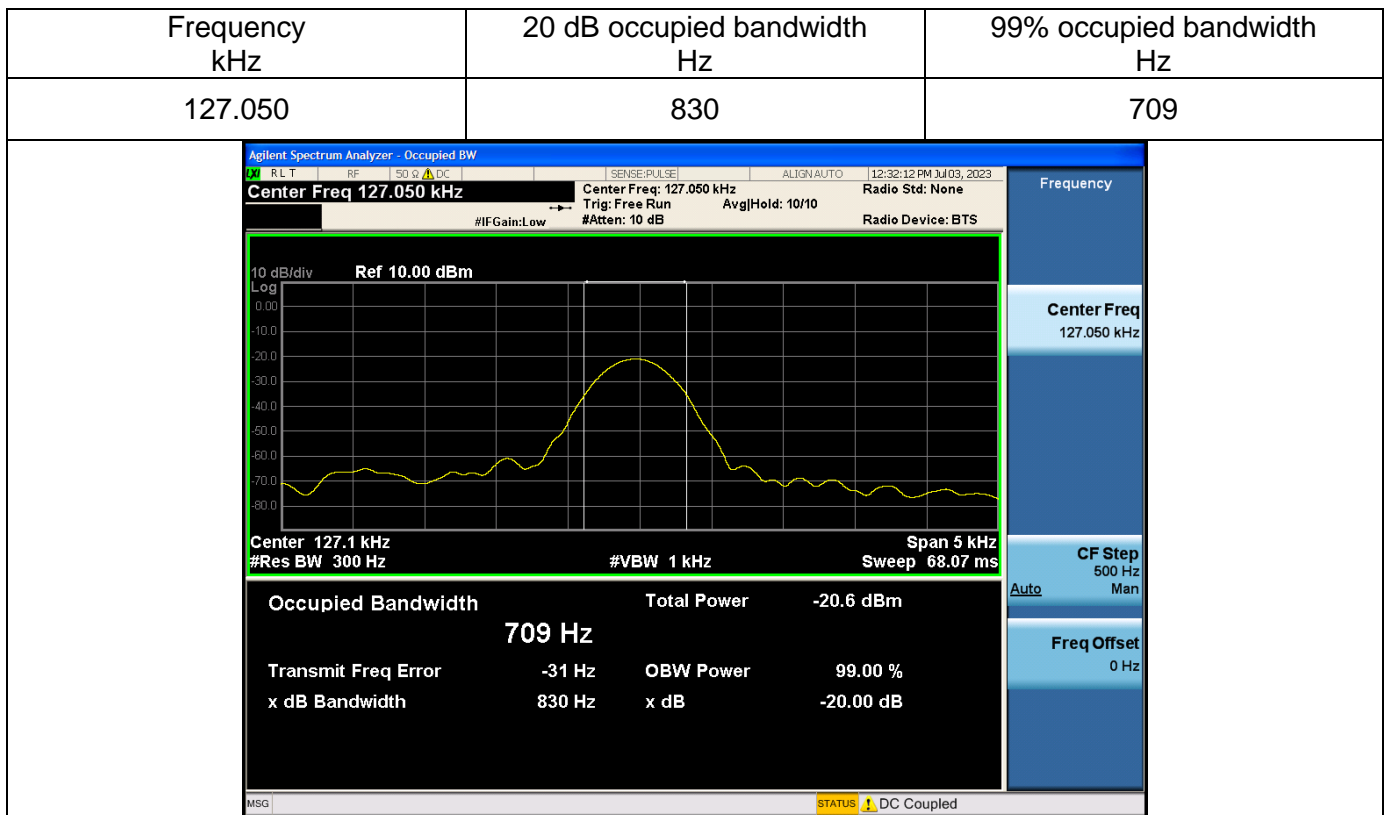 Frequency
kHz
20 dB occupied bandwidth
Hz
99% occupied bandwidth
Hz
127.050
830
709
Agilent Spectrum Analyzer - Occupied BW
LXI RLT RF 50 Ω DC SENSE:PULSE ALIGN AUTO 12:32:12 PM Jul 03, 2023
Center Freq 127.050 kHz
Center Freq: 127.050 kHz Radio Std: None
Trig: Free Run Avg|Hold: 10/10
#IFGain:Low #Atten: 10 dB Radio Device: BTS
10 dB/div Ref 10.00 dBm
Log
0.00
-10.0
-20.0
-30.0
-40.0
-50.0
-60.0
-70.0
-80.0
Center 127.1 kHz Span 5 kHz
#Res BW 300 Hz #VBW 1 kHz Sweep 68.07 ms
Occupied Bandwidth Total Power -20.6 dBm
709 Hz
Transmit Freq Error -31 Hz OBW Power 99.00 %
x dB Bandwidth 830 Hz x dB -20.00 dB
MSG STATUS DC Coupled
Frequency
Center Freq
127.050 kHz
CF Step
500 Hz
Auto Man
Freq Offset
0 Hz